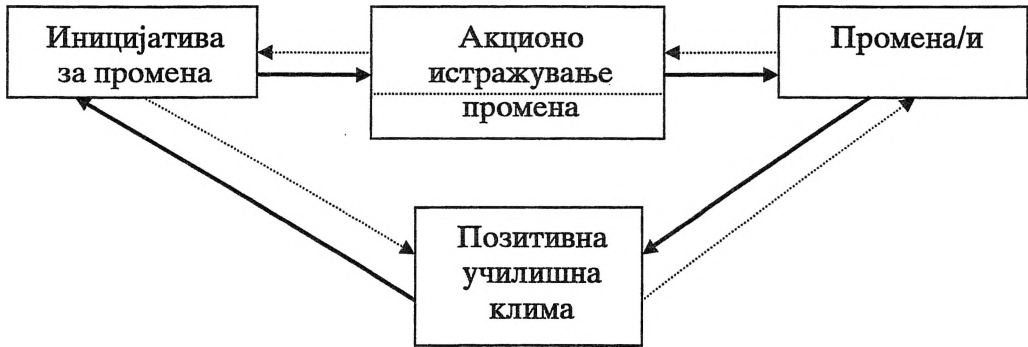 Иницијатива
за промена
Акционо
истражување
промена
Промена/и
Позитивна
училишна
клима